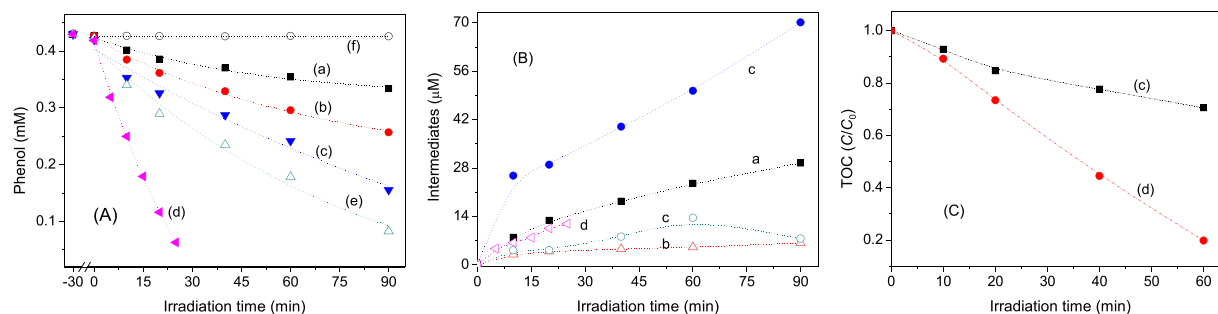 0.4
0.3
0.2
0.1
Phenol (mM)
(f)
(a)
(b)
(c)
(e)
(d)
(A)
-30 0 15 30 45 60 75 90
Irradiation time (min)
70
56
42
28
14
0
Intermediates (μM)
(B)
c
a
d
c
b
0 15 30 45 60 75 90
Irradiation time (min)
1.0
0.8
0.6
0.4
0.2
TOC (C/C0)
(c)
(d)
(C)
0 10 20 30 40 50 60
Irradiation time (min)